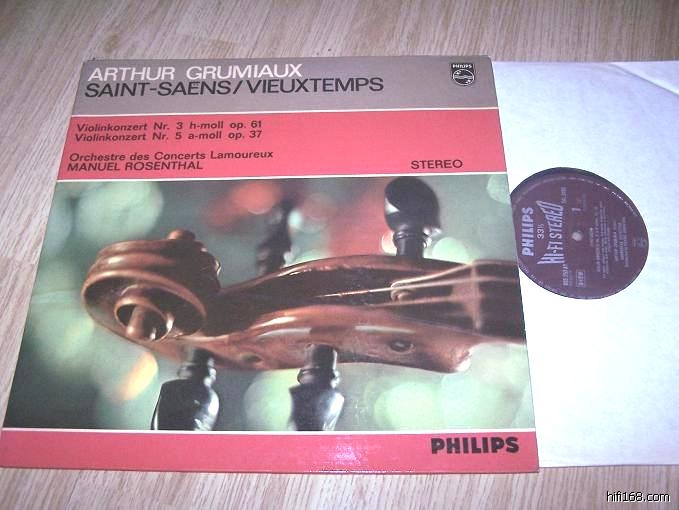 PHILIPS
ARTHUR GRUMIAUX
SAINT-SAENS/VIEUXTEMPS
Violinkonzert Nr. 3 h-moll op. 61
Violinkonzert Nr. 5 a-moll op. 37
Orchestre des Concerts Lamoureux
MANUEL ROSENTHAL
STEREO
PHILIPS
PHILIPS
33⅓
HI-FI STEREO
1
hifi168.com